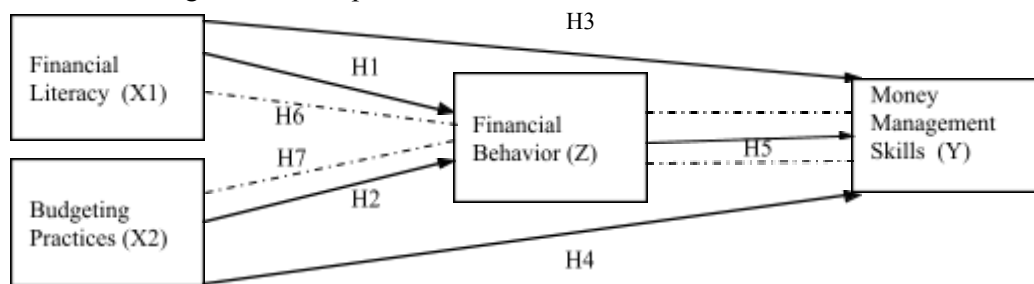 H3
Financial
Literacy (X1)
H1
H6
Financial
Behavior (Z)
Money
Management
Skills (Y)
H5
H7
H2
Budgeting
Practices (X2)
H4